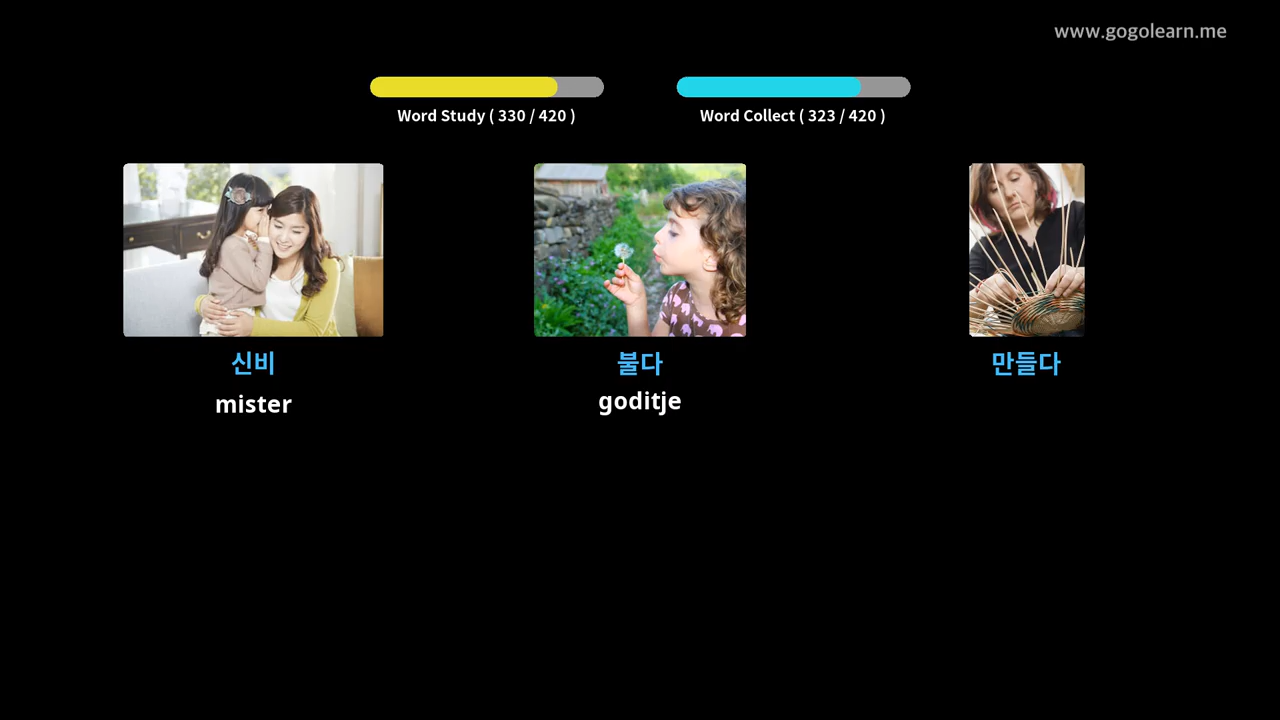 www.gogolearn.me
Word Study ( 330 / 420 )
Word Collect ( 323 / 420 )
신비
불다
만들다
mister
goditje